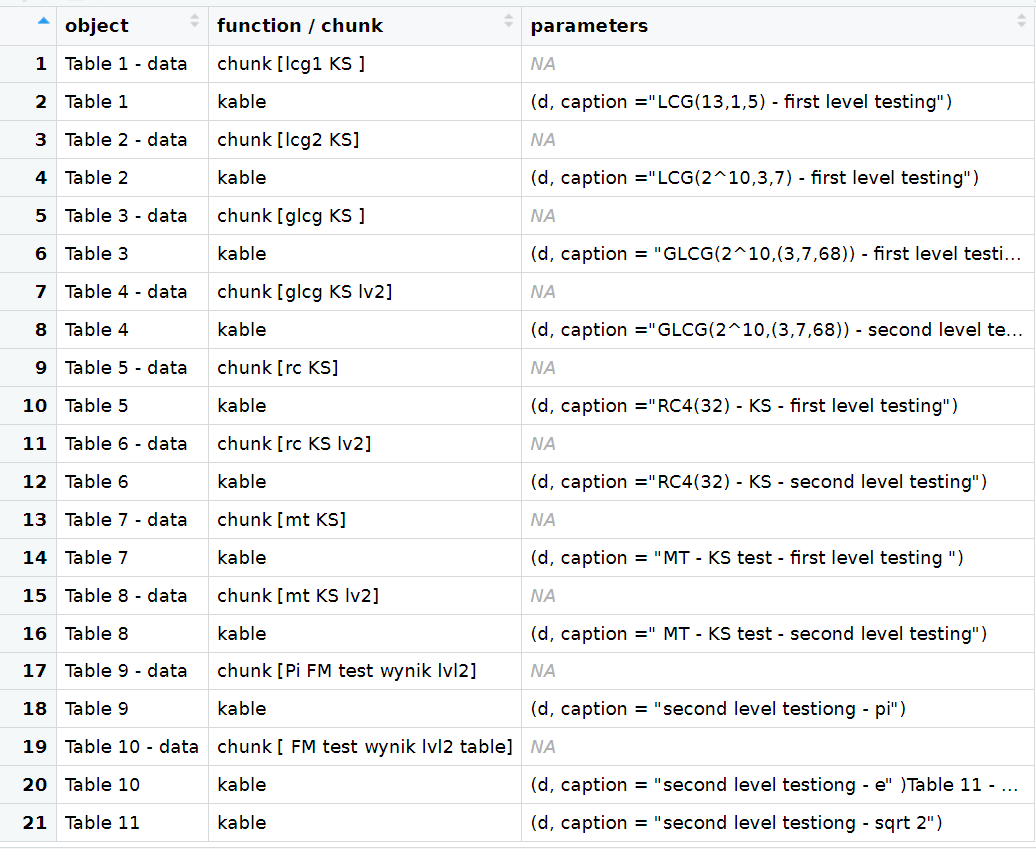 object function / chunk parameters
1 Table 1 - data chunk [lcg1 KS ] NA
2 Table 1 kable (d, caption ="LCG(13,1,5) - first level testing")
3 Table 2 - data chunk [lcg2 KS] NA
4 Table 2 kable (d, caption ="LCG(2^10,3,7) - first level testing")
5 Table 3 - data chunk [glcg KS ] NA
6 Table 3 kable (d, caption = "GLCG(2^10,(3,7,68)) - first level testi...
7 Table 4 - data chunk [glcg KS lv2] NA
8 Table 4 kable (d, caption ="GLCG(2^10,(3,7,68)) - second level te...
9 Table 5 - data chunk [rc KS] NA
10 Table 5 kable (d, caption ="RC4(32) - KS - first level testing")
11 Table 6 - data chunk [rc KS lv2] NA
12 Table 6 kable (d, caption ="RC4(32) - KS - second level testing")
13 Table 7 - data chunk [mt KS] NA
14 Table 7 kable (d, caption = "MT - KS test - first level testing ")
15 Table 8 - data chunk [mt KS lv2] NA
16 Table 8 kable (d, caption =" MT - KS test - second level testing")
17 Table 9 - data chunk [Pi FM test wynik lvl2] NA
18 Table 9 kable (d, caption = "second level testiong - pi")
19 Table 10 - data chunk [ FM test wynik lvl2 table] NA
20 Table 10 kable (d, caption = "second level testiong - e" )Table 11 - ...
21 Table 11 kable (d, caption = "second level testiong - sqrt 2")